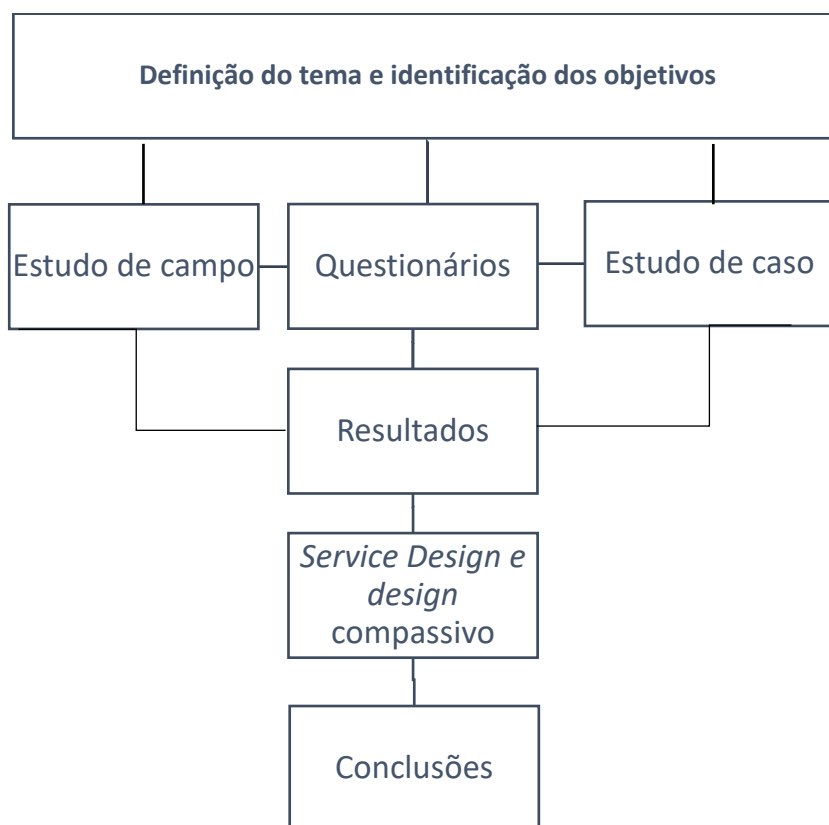 Definição do tema e identificação dos objetivos
Estudo de campo
Questionários
Estudo de caso
Resultados
Service Design e
design
compassivo
Conclusões